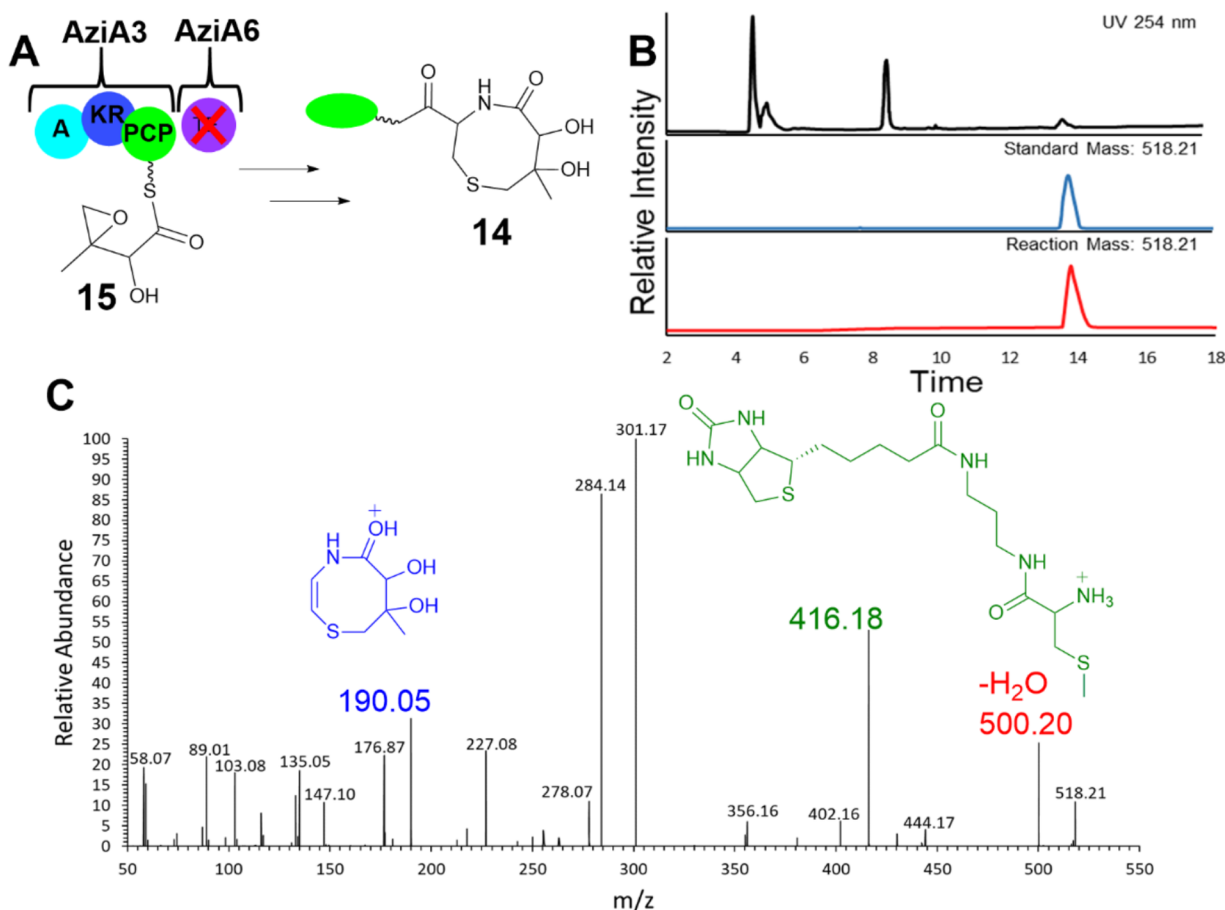 A
AziA3 AziA6
A
KR
PCP
S
O
O
OH
15
O
H
N
O
OH
OH
S
14
B
UV 254 nm
Standard Mass: 518.21
Reaction Mass: 518.21
Relative Intensity
2 4 6 8 10 12 14 16 18
Time
C
Relative Abundance
100
95
90
85
80
75
70
65
60
55
50
45
40
35
30
25
20
15
10
5
0
58.07
89.01
103.08
135.05
147.10
176.87
190.05
227.08
278.07
284.14
301.17
356.16
402.16
416.18
444.17
-H₂O
500.20
518.21
+
OH
H
N
OH
OH
S
O
NH
HN
S
O
NH
NH
O
+
NH₃
S
50 100 150 200 250 300 350 400 450 500 550
m/z